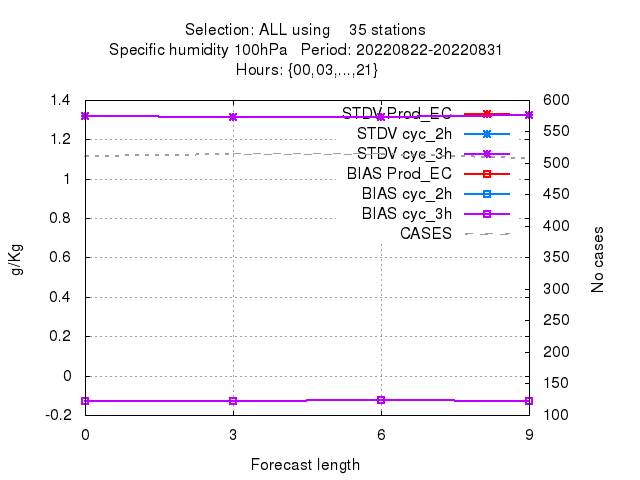 Selection: ALL using    35 stations
Specific humidity 100hPa   Period: 20220822-20220831
Hours: {00,03,...,21}
1.4
1.2
1
0.8
0.6
0.4
0.2
0
-0.2
g/Kg
STDV Prod_EC
STDV cyc_2h
STDV cyc_3h
BIAS Prod_EC
BIAS cyc_2h
BIAS cyc_3h
CASES
600
550
500
450
400
350
300
250
200
150
100
No cases
0 3 6 9
Forecast length